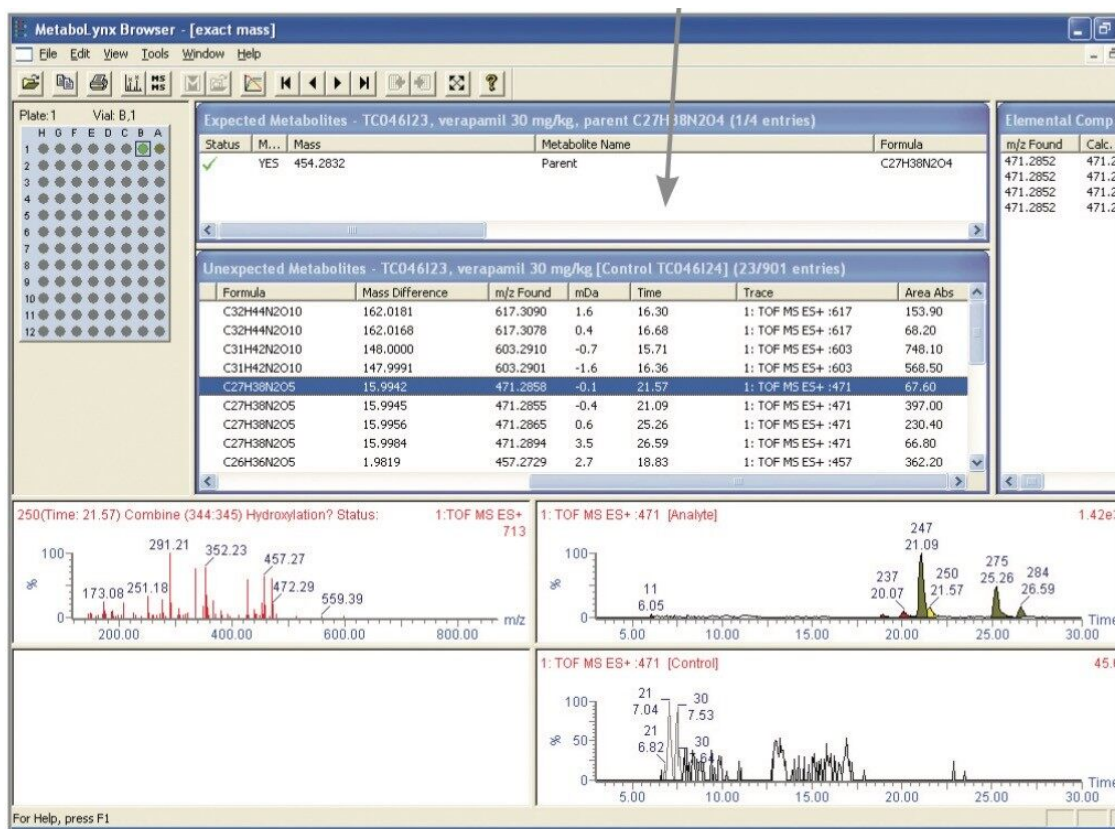 MetaboLynx Browser - [exact mass]
File Edit View Tools Window Help
MS
MS
Plate:1 Vial: B,1
H G F E D C B A
1
2
3
4
5
6
7
8
9
10
11
12
Expected Metabolites - TC046I23, verapamil 30 mg/kg, parent C27H38N2O4 (1/4 entries)
Status M... Mass Metabolite Name Formula
YES 454.2832 Parent C27H38N2O4
Elemental Comp
m/z Found Calc.
471.2852 471.2
471.2852 471.2
471.2852 471.2
471.2852 471.2
Unexpected Metabolites - TC046I23, verapamil 30 mg/kg [Control TC046I24] (23/901 entries)
Formula Mass Difference m/z Found mDa Time Trace Area Abs
C32H44N2O10 162.0181 617.3090 1.6 16.30 1: TOF MS ES+ :617 153.90
C32H44N2O10 162.0168 617.3078 0.4 16.68 1: TOF MS ES+ :617 68.20
C31H42N2O10 148.0000 603.2910 -0.7 15.71 1: TOF MS ES+ :603 748.10
C31H42N2O10 147.9991 603.2901 -1.6 16.36 1: TOF MS ES+ :603 568.50
C27H38N2O5 15.9942 471.2858 -0.1 21.57 1: TOF MS ES+ :471 67.60
C27H38N2O5 15.9945 471.2855 -0.4 21.09 1: TOF MS ES+ :471 397.00
C27H38N2O5 15.9956 471.2865 0.6 25.26 1: TOF MS ES+ :471 230.40
C27H38N2O5 15.9984 471.2894 3.5 26.59 1: TOF MS ES+ :471 66.80
C26H36N2O5 1.9819 457.2729 2.7 18.83 1: TOF MS ES+ :457 362.20
250(Time: 21.57) Combine (344:345) Hydroxylation? Status: 1:TOF MS ES+
713
100
%
0
173.08 251.18 291.21 352.23 457.27 472.29 559.39
200.00 400.00 600.00 800.00 m/z
1: TOF MS ES+ :471 [Analyte] 1.42e3
100
%
0
11
6.05
237
20.07
247
21.09
250
21.57
275
25.26
284
26.59
5.00 10.00 15.00 20.00 25.00 30.00 Time
1: TOF MS ES+ :471 [Control] 45.
100
% 50
0
21
7.04
30
7.53
21
6.82
30
.64
5.00 10.00 15.00 20.00 25.00 30.00 Time
For Help, press F1